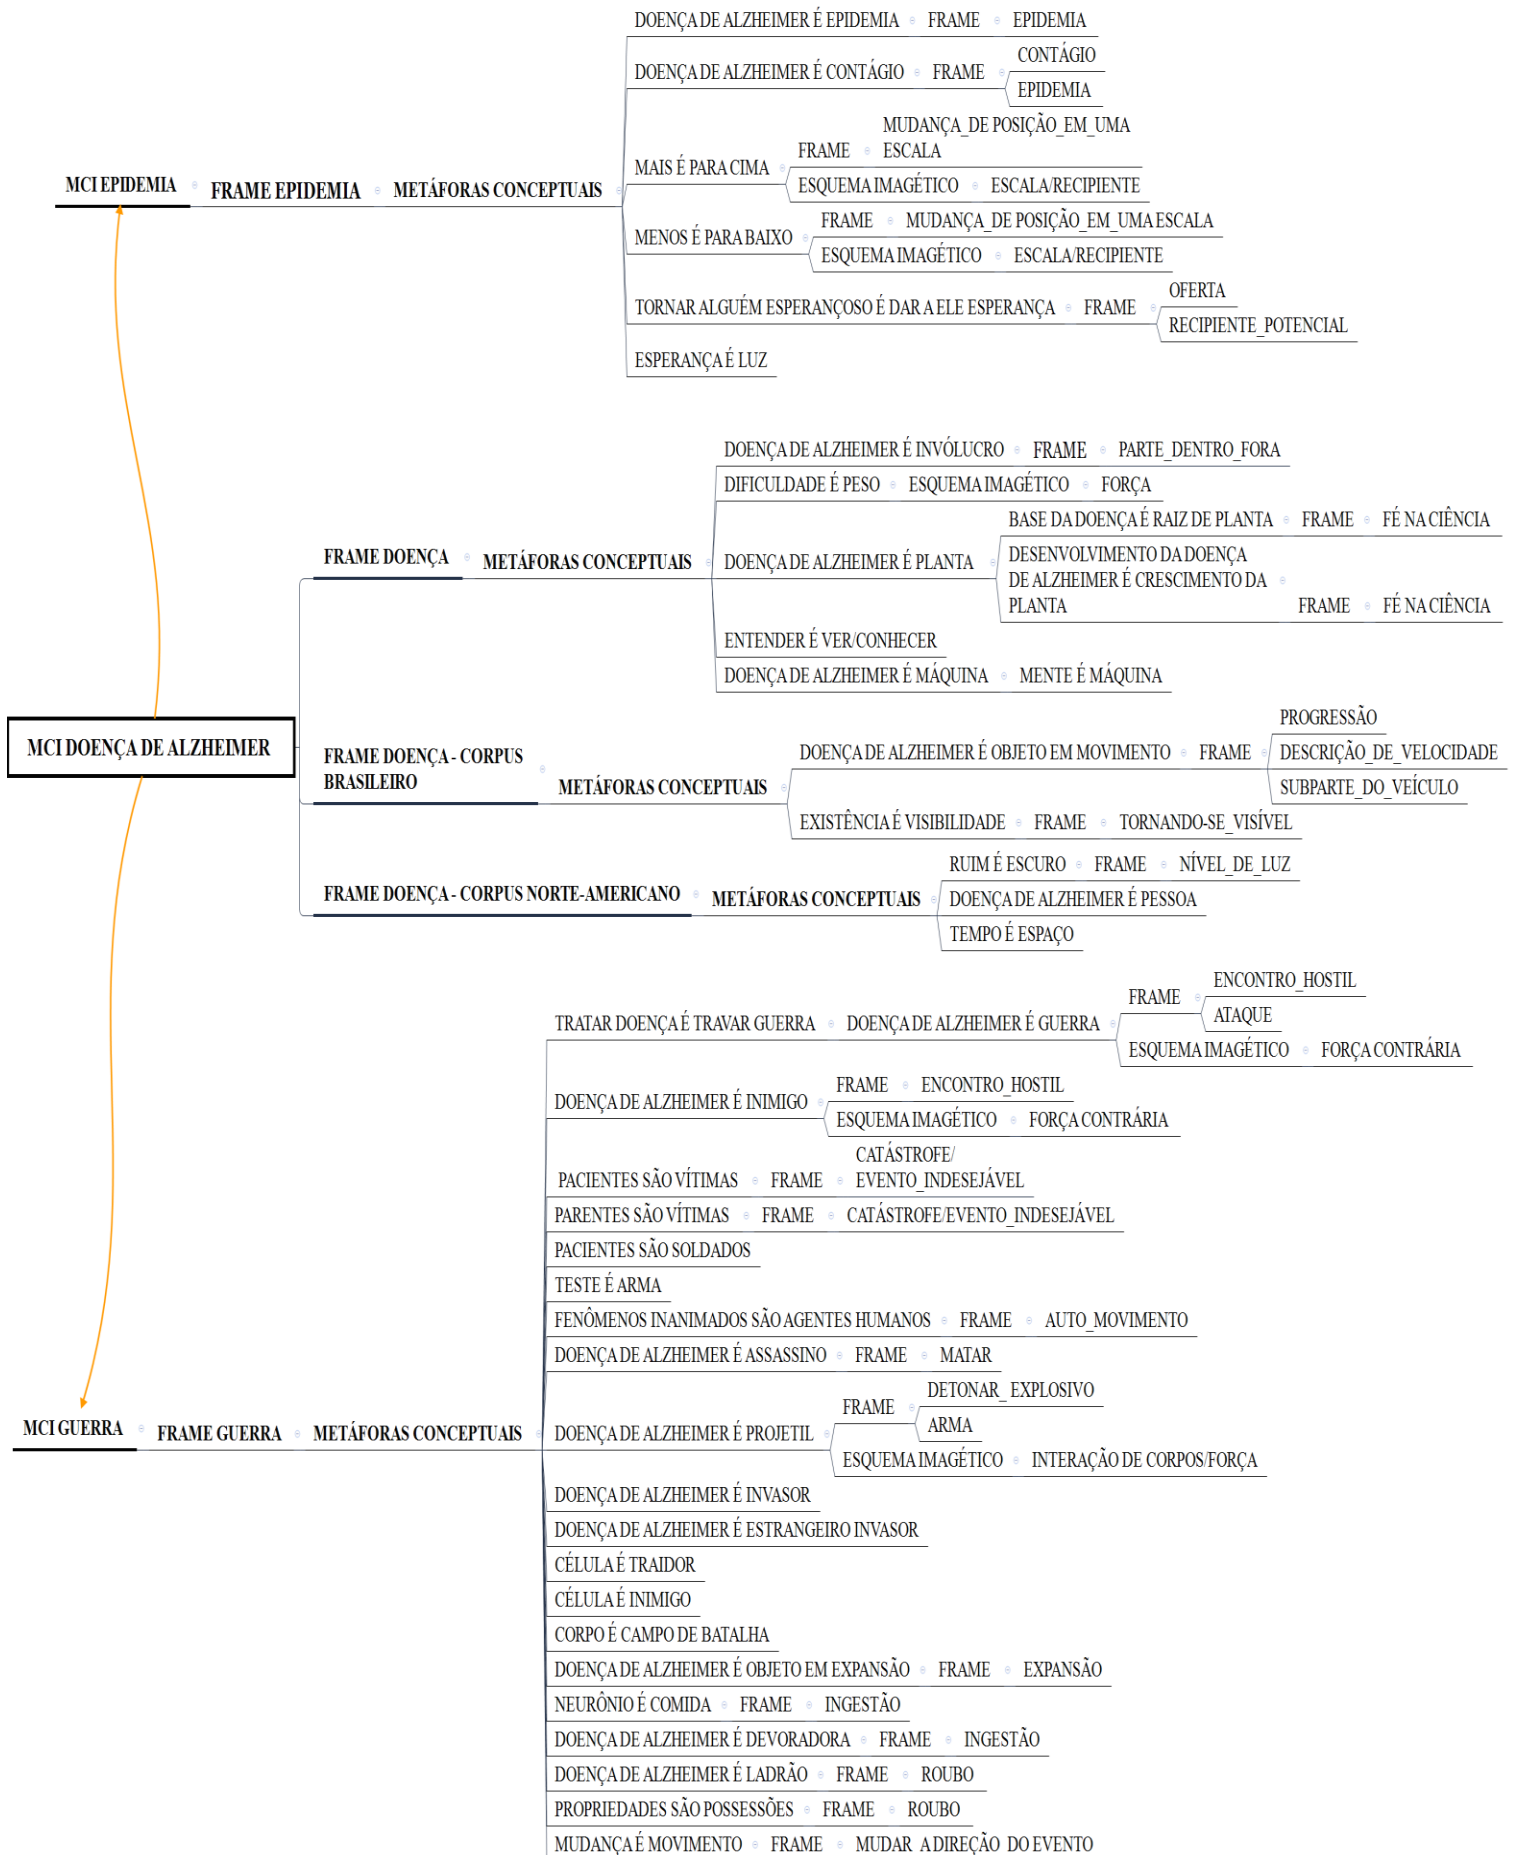 DOENÇA DE ALZHEIMER É EPIDEMIA FRAME EPIDEMIA
DOENÇA DE ALZHEIMER É CONTÁGIO FRAME
CONTÁGIO
EPIDEMIA
MAIS É PARA CIMA
FRAME
MUDANÇA_DE POSIÇÃO_EM_UMA
ESCALA
ESQUEMA IMAGÉTICO ESCALA/RECIPIENTE
MCI EPIDEMIA FRAME EPIDEMIA METÁFORAS CONCEPTUAIS
MENOS É PARA BAIXO
FRAME MUDANÇA_DE POSIÇÃO_EM_UMA ESCALA
ESQUEMA IMAGÉTICO ESCALA/RECIPIENTE
TORNAR ALGUÉM ESPERANÇOSO É DAR A ELE ESPERANÇA FRAME
OFERTA
RECIPIENTE_POTENCIAL
ESPERANÇA É LUZ
DOENÇA DE ALZHEIMER É INVÓLUCRO FRAME PARTE_DENTRO_FORA
DIFICULDADE É PESO ESQUEMA IMAGÉTICO FORÇA
FRAME DOENÇA METÁFORAS CONCEPTUAIS
DOENÇA DE ALZHEIMER É PLANTA
BASE DA DOENÇA É RAIZ DE PLANTA FRAME FÉ NA CIÊNCIA
DESENVOLVIMENTO DA DOENÇA
DE ALZHEIMER É CRESCIMENTO DA
PLANTA FRAME FÉ NA CIÊNCIA
ENTENDER É VER/CONHECER
DOENÇA DE ALZHEIMER É MÁQUINA MENTE É MÁQUINA
MCI DOENÇA DE ALZHEIMER
FRAME DOENÇA - CORPUS
BRASILEIRO
METÁFORAS CONCEPTUAIS
DOENÇA DE ALZHEIMER É OBJETO EM MOVIMENTO FRAME
PROGRESSÃO
DESCRIÇÃO_DE_VELOCIDADE
SUBPARTE_DO_VEÍCULO
EXISTÊNCIA É VISIBILIDADE FRAME TORNANDO-SE_VISÍVEL
FRAME DOENÇA - CORPUS NORTE-AMERICANO METÁFORAS CONCEPTUAIS
RUIM É ESCURO FRAME NÍVEL_DE_LUZ
DOENÇA DE ALZHEIMER É PESSOA
TEMPO É ESPAÇO
TRATAR DOENÇA É TRAVAR GUERRA DOENÇA DE ALZHEIMER É GUERRA
FRAME
ENCONTRO_HOSTIL
ATAQUE
ESQUEMA IMAGÉTICO FORÇA CONTRÁRIA
DOENÇA DE ALZHEIMER É INIMIGO
FRAME ENCONTRO_HOSTIL
ESQUEMA IMAGÉTICO FORÇA CONTRÁRIA
PACIENTES SÃO VÍTIMAS FRAME
CATÁSTROFE/
EVENTO_INDESEJÁVEL
PARENTES SÃO VÍTIMAS FRAME CATÁSTROFE/EVENTO_INDESEJÁVEL
PACIENTES SÃO SOLDADOS
TESTE É ARMA
FENÔMENOS INANIMADOS SÃO AGENTES HUMANOS FRAME AUTO_MOVIMENTO
DOENÇA DE ALZHEIMER É ASSASSINO FRAME MATAR
MCI GUERRA FRAME GUERRA METÁFORAS CONCEPTUAIS
DOENÇA DE ALZHEIMER É PROJETIL
FRAME
DETONAR_ EXPLOSIVO
ARMA
ESQUEMA IMAGÉTICO INTERAÇÃO DE CORPOS/FORÇA
DOENÇA DE ALZHEIMER É INVASOR
DOENÇA DE ALZHEIMER É ESTRANGEIRO INVASOR
CÉLULA É TRAIDOR
CÉLULA É INIMIGO
CORPO É CAMPO DE BATALHA
DOENÇA DE ALZHEIMER É OBJETO EM EXPANSÃO FRAME EXPANSÃO
NEURÔNIO É COMIDA FRAME INGESTÃO
DOENÇA DE ALZHEIMER É DEVORADORA FRAME INGESTÃO
DOENÇA DE ALZHEIMER É LADRÃO FRAME ROUBO
PROPRIEDADES SÃO POSSESSÕES FRAME ROUBO
MUDANÇA É MOVIMENTO FRAME MUDAR_A DIREÇÃO_DO EVENTO